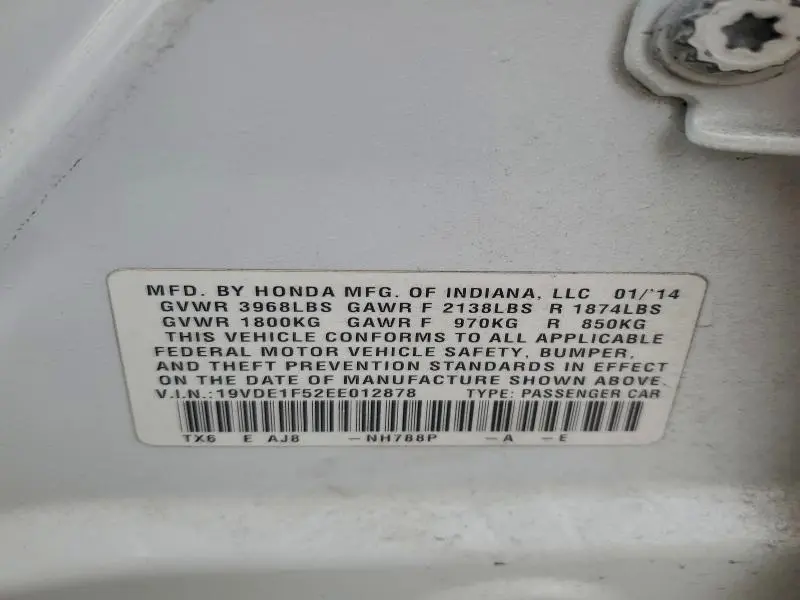 MFD. BY HONDA MFG. OF INDIANA, LLC 01/'14
GVWR 3968LBS GAWR F 2138LBS R 1874LBS
GVWR 1800KG GAWR F 970KG R 850KG
THIS VEHICLE CONFORMS TO ALL APPLICABLE
FEDERAL MOTOR VEHICLE SAFETY, BUMPER,
AND THEFT PREVENTION STANDARDS IN EFFECT
ON THE DATE OF MANUFACTURE SHOWN ABOVE.
V.I.N.:19VDE1F52EE012878 TYPE: PASSENGER CAR
TX6 E AJ8 -NH788P -A -E